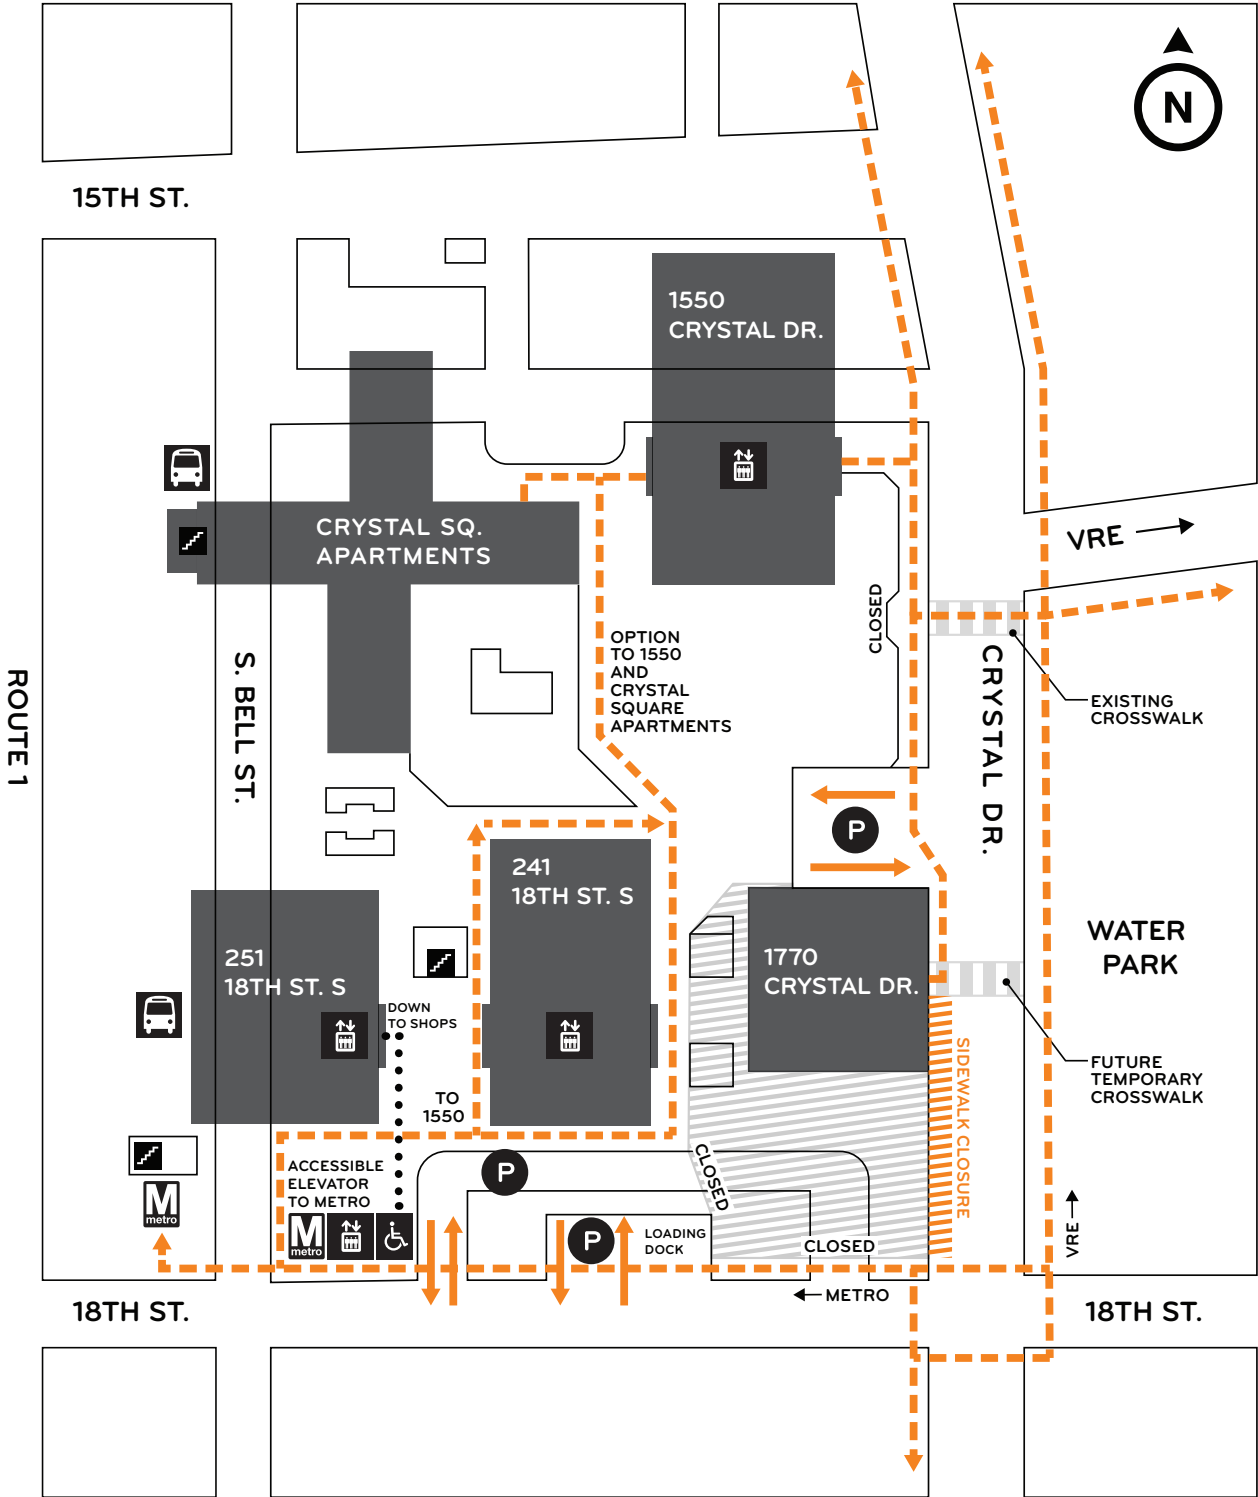 N
15TH ST.
1550
CRYSTAL DR.
CRYSTAL SQ.
APARTMENTS
VRE
CLOSED
OPTION
TO 1550
AND
CRYSTAL
SQUARE
APARTMENTS
ROUTE 1
S. BELL ST.
CRYSTAL DR.
EXISTING
CROSSWALK
P
241
18TH ST. S
251
18TH ST. S
1770
CRYSTAL DR.
WATER
PARK
DOWN
TO SHOPS
TO
1550
SIDEWALK CLOSURE
FUTURE
TEMPORARY
CROSSWALK
ACCESSIBLE
ELEVATOR
TO METRO
P
CLOSED
M
metro
M
metro
P
LOADING
DOCK
CLOSED
VRE
METRO
18TH ST.
18TH ST.